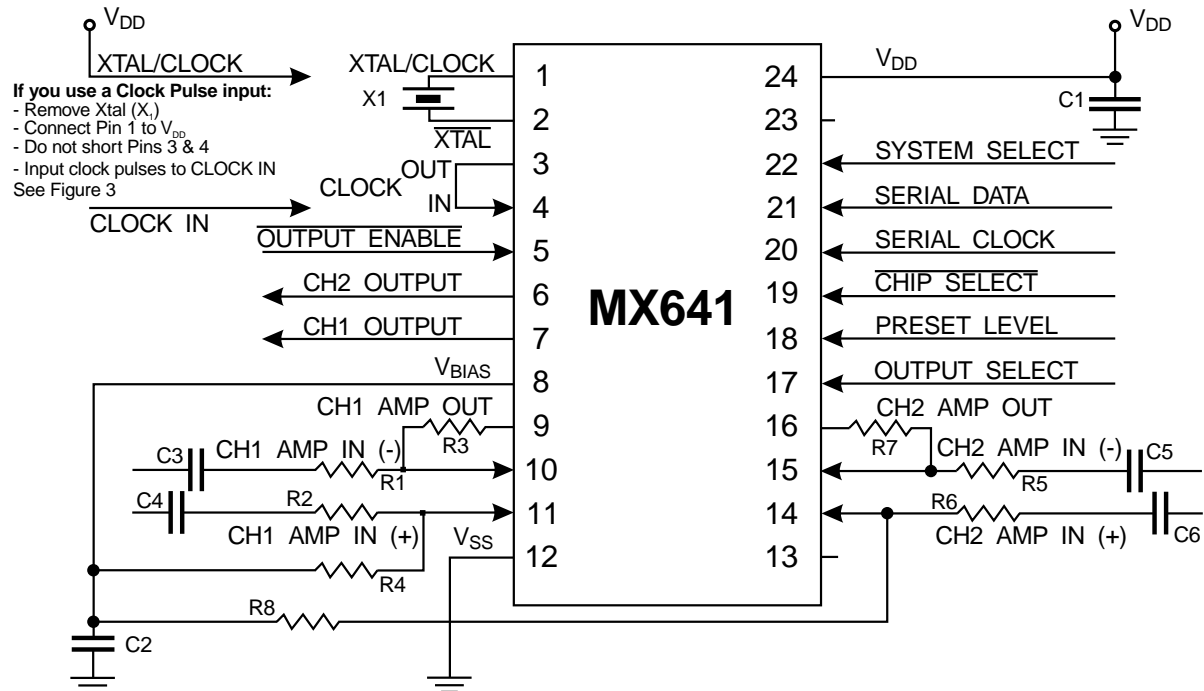 VDD
XTAL/CLOCK
If you use a Clock Pulse input:
- Remove Xtal (X1)
- Connect Pin 1 to VDD
- Do not short Pins 3 & 4
- Input clock pulses to CLOCK IN
See Figure 3
CLOCK IN
XTAL/CLOCK
X1
XTAL
CLOCK
OUT
IN
OUTPUT ENABLE
CH2 OUTPUT
CH1 OUTPUT
VBIAS
CH1 AMP OUT
R3
C3
CH1 AMP IN (-)
R1
C4
R2
CH1 AMP IN (+)
VSS
R4
R8
C2
1
2
3
4
5
6
7
8
9
10
11
12
MX641
24
23
22
21
20
19
18
17
16
15
14
13
VDD
VDD
C1
SYSTEM SELECT
SERIAL DATA
SERIAL CLOCK
CHIP SELECT
PRESET LEVEL
OUTPUT SELECT
CH2 AMP OUT
R7
CH2 AMP IN (-)
C5
R5
R6
CH2 AMP IN (+)
C6